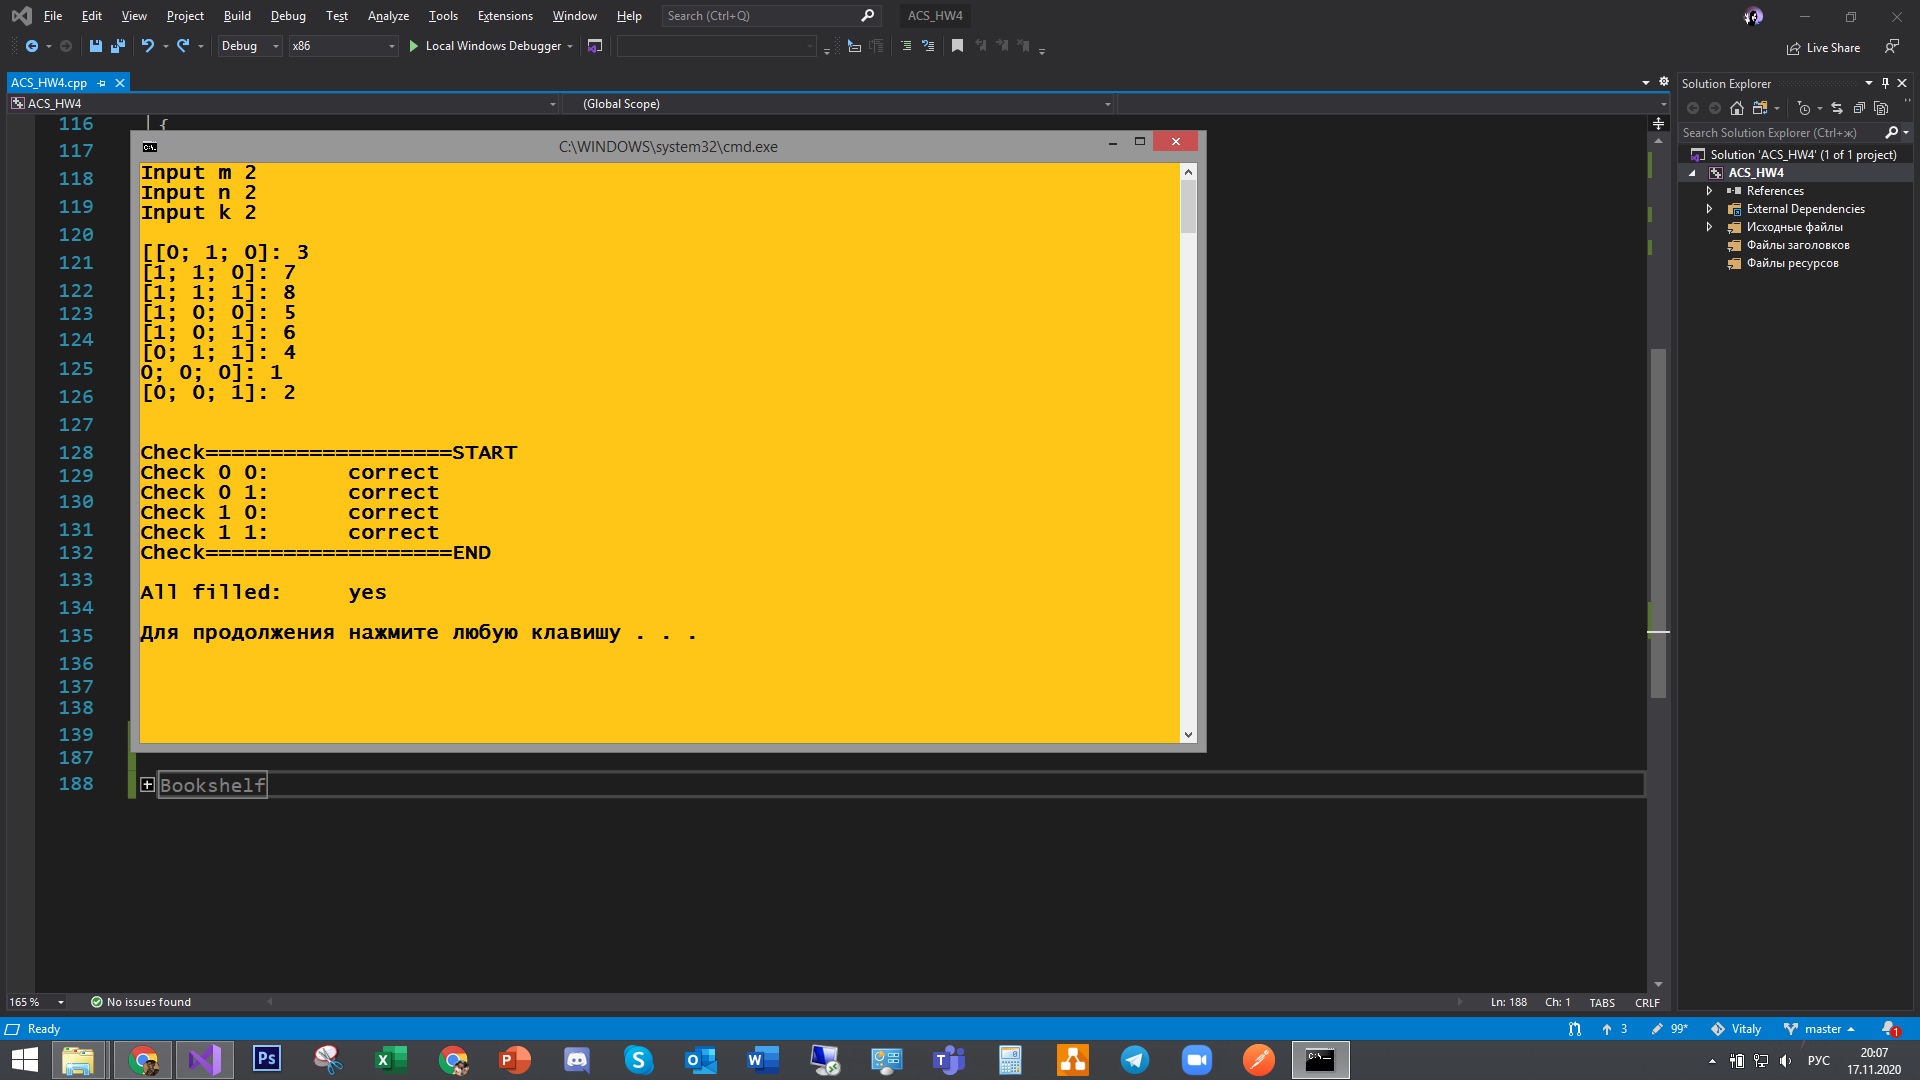 File Edit View Project Build Debug Test Analyze Tools Extensions Window Help Search (Ctrl+Q) ACS_HW4
Debug x86 Local Windows Debugger Live Share
ACS_HW4.cpp
ACS_HW4 (Global Scope)
116 {
117
118
119
120
121
122
123
124
125
126
127
128
129
130
131
132
133
134
135
136
137
138
139
187
188 Bookshelf
C:\WINDOWS\system32\cmd.exe
Input m 2
Input n 2
Input k 2
[[0; 1; 0]: 3
[1; 1; 0]: 7
[1; 1; 1]: 8
[1; 0; 0]: 5
[1; 0; 1]: 6
[0; 1; 1]: 4
0; 0; 0]: 1
[0; 0; 1]: 2
Check===================START
Check 0 0: correct
Check 0 1: correct
Check 1 0: correct
Check 1 1: correct
Check===================END
All filled: yes
Для продолжения нажмите любую клавишу . . .
Solution Explorer
Search Solution Explorer (Ctrl+ж)
Solution 'ACS_HW4' (1 of 1 project)
ACS_HW4
References
External Dependencies
Исходные файлы
Файлы заголовков
Файлы ресурсов
165 % No issues found Ln: 188 Ch: 1 TABS CRLF
Ready 3 99* Vitaly master 1
Ps X P W T C:\. РУС 20:07
17.11.2020